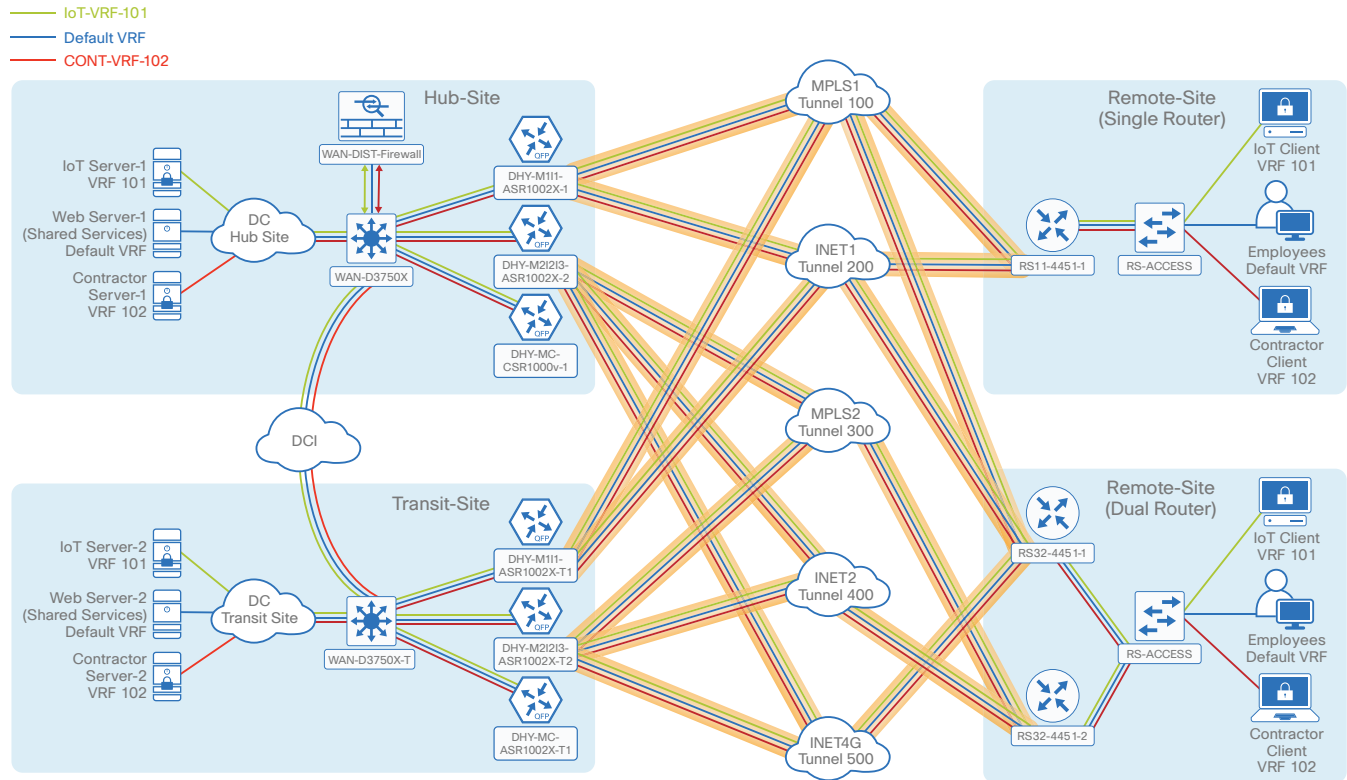 IoT-VRF-101
Default VRF
CONT-VRF-102
Hub-Site
WAN-DIST-Firewall
IoT Server-1
VRF 101
Web Server-1
(Shared Services)
Default VRF
Contractor
Server-1
VRF 102
DC
Hub Site
WAN-D3750X
QFP
DHY-M1I1-
ASR1002X-1
QFP
DHY-M2I2I3-
ASR1002X-2
QFP
DHY-MC-
CSR1000v-1
DCI
Transit-Site
IoT Server-2
VRF 101
Web Server-2
(Shared Services)
Default VRF
Contractor
Server-2
VRF 102
DC
Transit Site
WAN-D3750X-T
QFP
DHY-M1I1-
ASR1002X-T1
QFP
DHY-M2I2I3-
ASR1002X-T2
QFP
DHY-MC-
ASR1002X-T1
MPLS1
Tunnel 100
INET1
Tunnel 200
MPLS2
Tunnel 300
INET2
Tunnel 400
INET4G
Tunnel 500
Remote-Site
(Single Router)
RS11-4451-1
RS-ACCESS
IoT Client
VRF 101
Employees
Default VRF
Contractor
Client
VRF 102
Remote-Site
(Dual Router)
RS32-4451-1
RS32-4451-2
RS-ACCESS
IoT Client
VRF 101
Employees
Default VRF
Contractor
Client
VRF 102